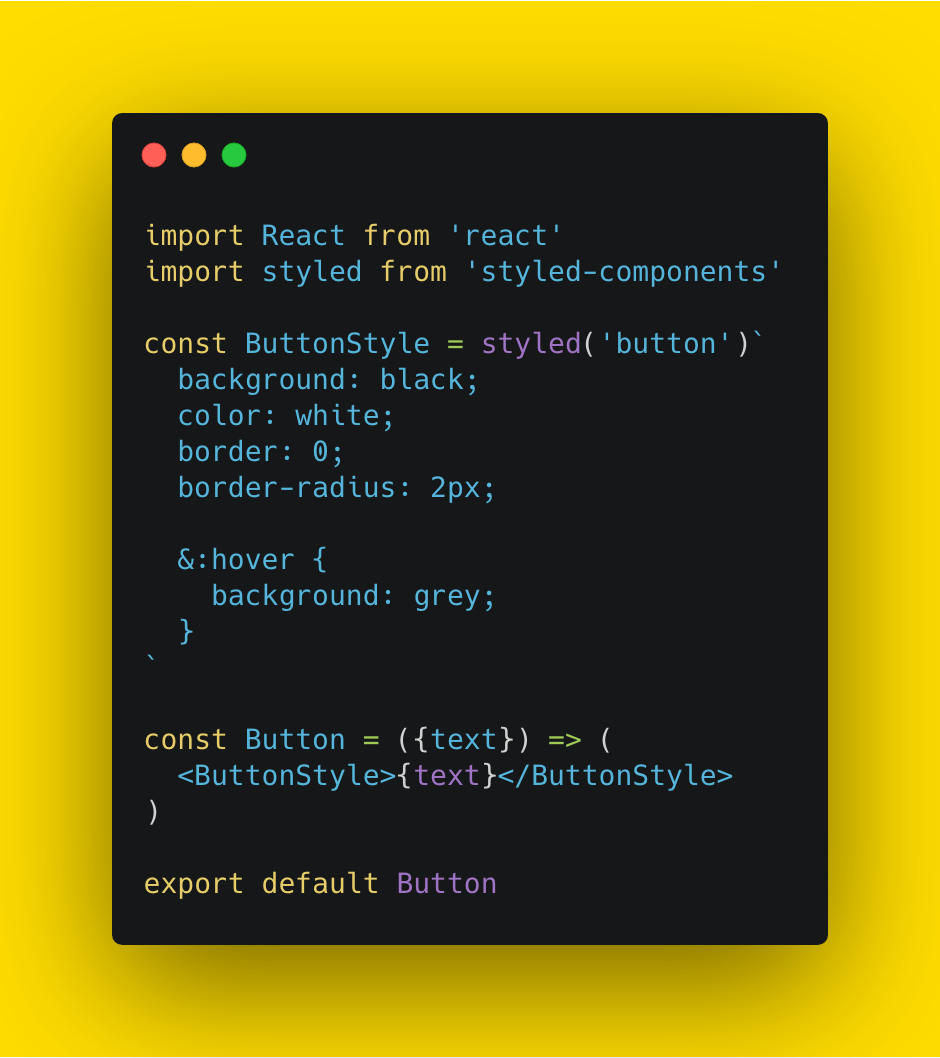 import React from 'react'
import styled from 'styled-components'

const ButtonStyle = styled('button')`
  background: black;
  color: white;
  border: 0;
  border-radius: 2px;

  &:hover {
    background: grey;
  }
`

const Button = ({text}) => (
  <ButtonStyle>{text}</ButtonStyle>
)

export default Button